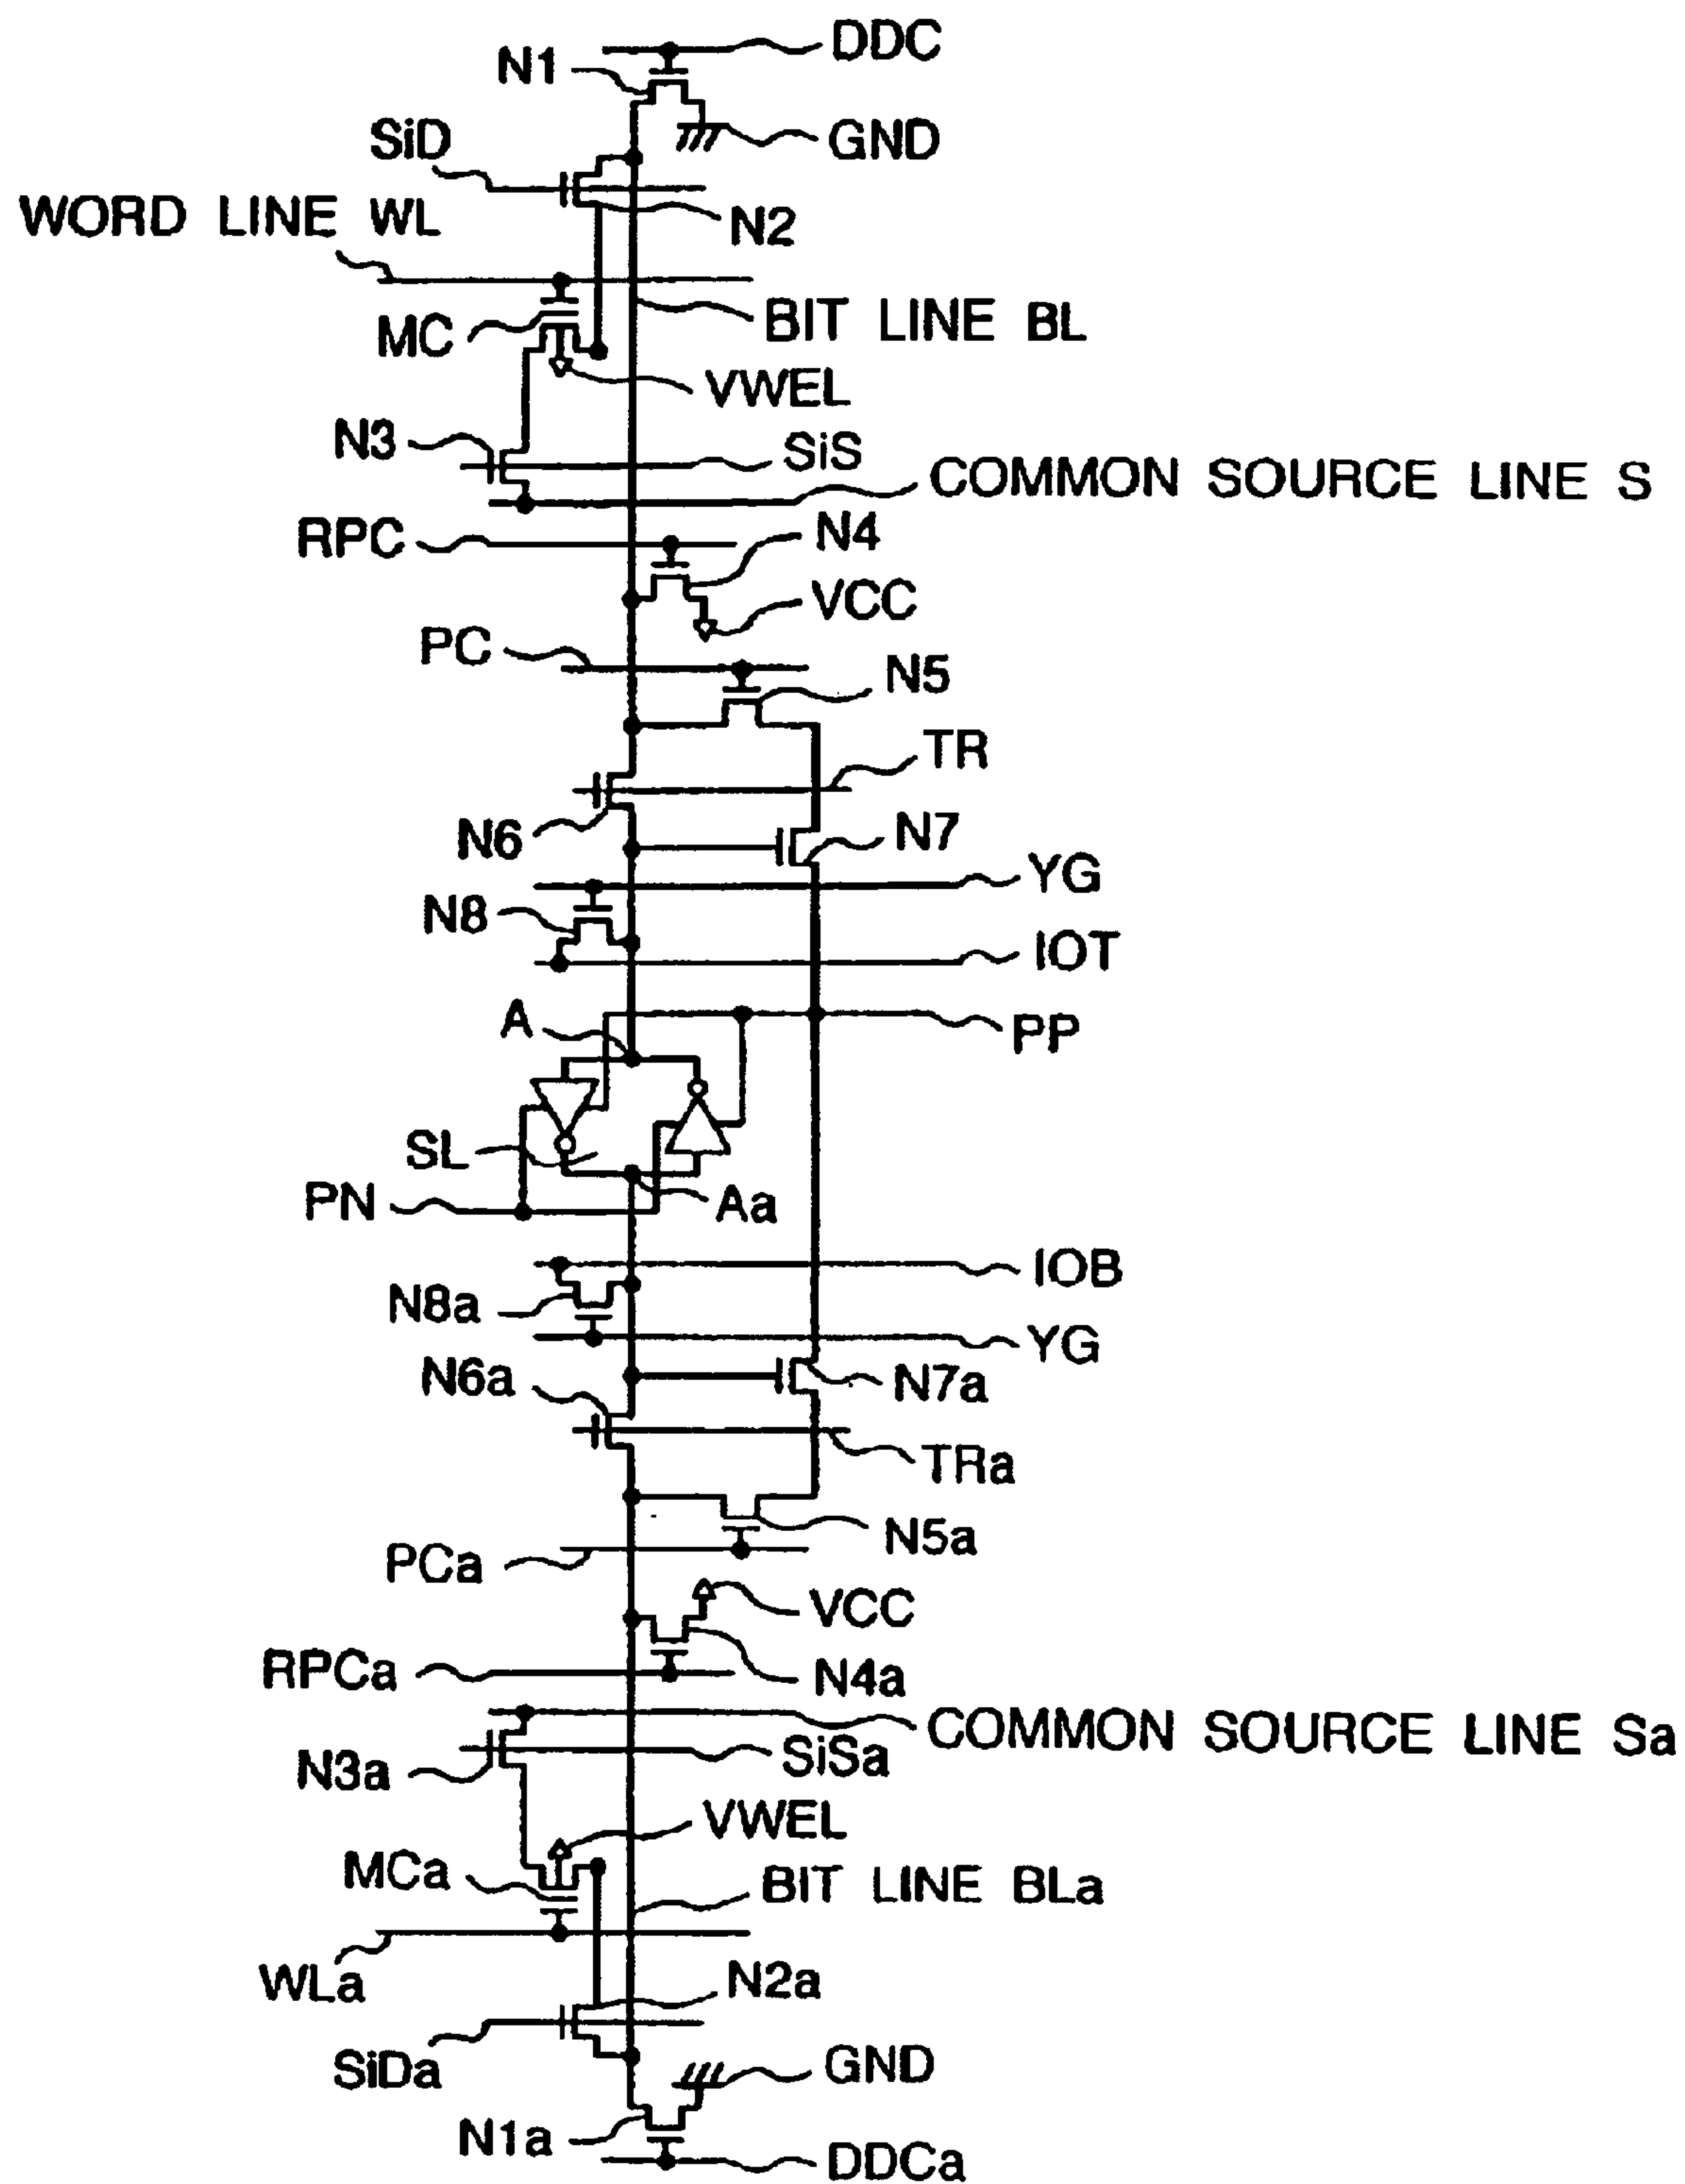 DDC
N1
GND
SiD
N2
WORD LINE WL
BIT LINE BL
MC
VWEL
N3
SiS
COMMON SOURCE LINE S
RPC
N4
VCC
PC
N5
TR
N6
N7
YG
N8
IOT
A
PP
SL
PN
Aa
IOB
N8a
YG
N6a
N7a
TRa
N5a
PCa
VCC
RPCa
N4a
COMMON SOURCE LINE Sa
SiSa
N3a
VWEL
MCa
BIT LINE BLa
WLa
N2a
SiDa
GND
N1a
DDCa